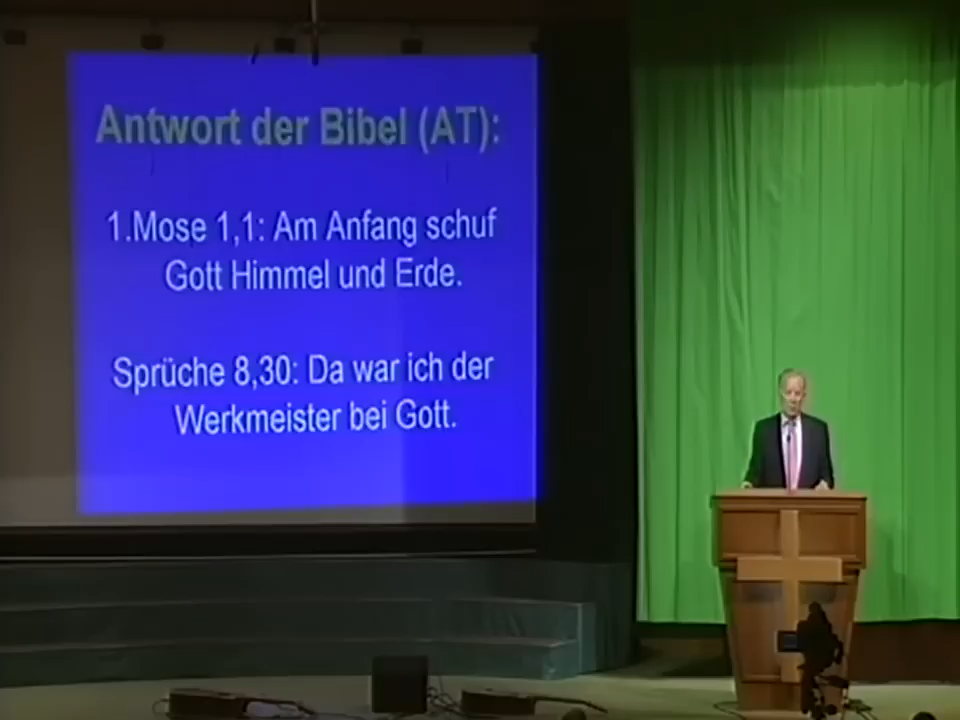 Antwort der Bibel (AT):
1.Mose 1,1: Am Anfang schuf
Gott Himmel und Erde.
Sprüche 8,30: Da war ich der
Werkmeister bei Gott.